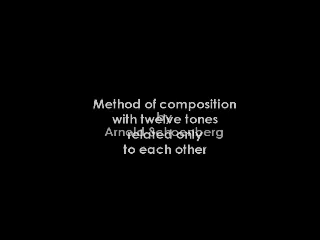 Method of composition
with twelve tones
by
Arnold Schoenberg
related only
to each other